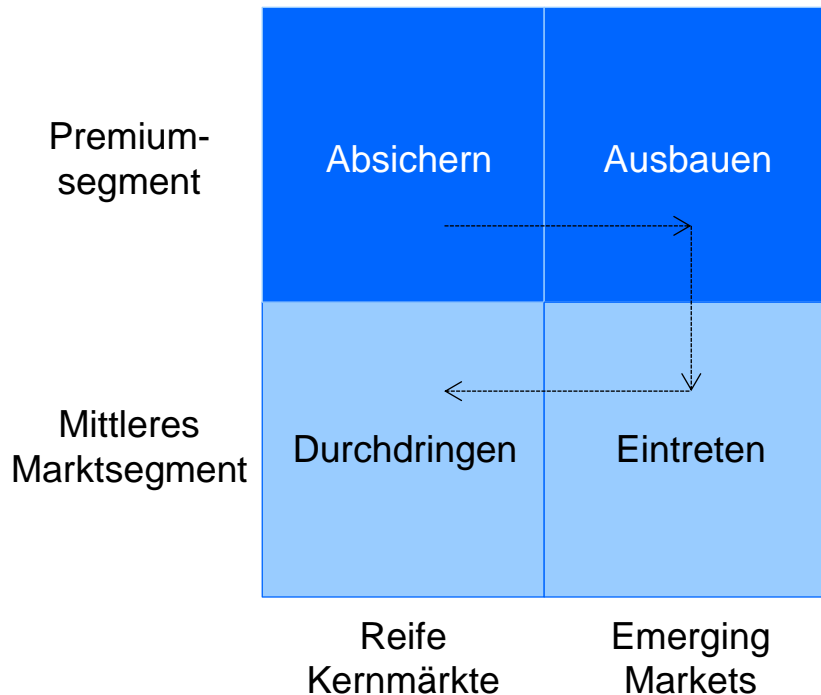 Premium-
segment
Absichern
Ausbauen
Mittleres
Marktsegment
Durchdringen
Eintreten
Reife
Kernmärkte
Emerging
Markets